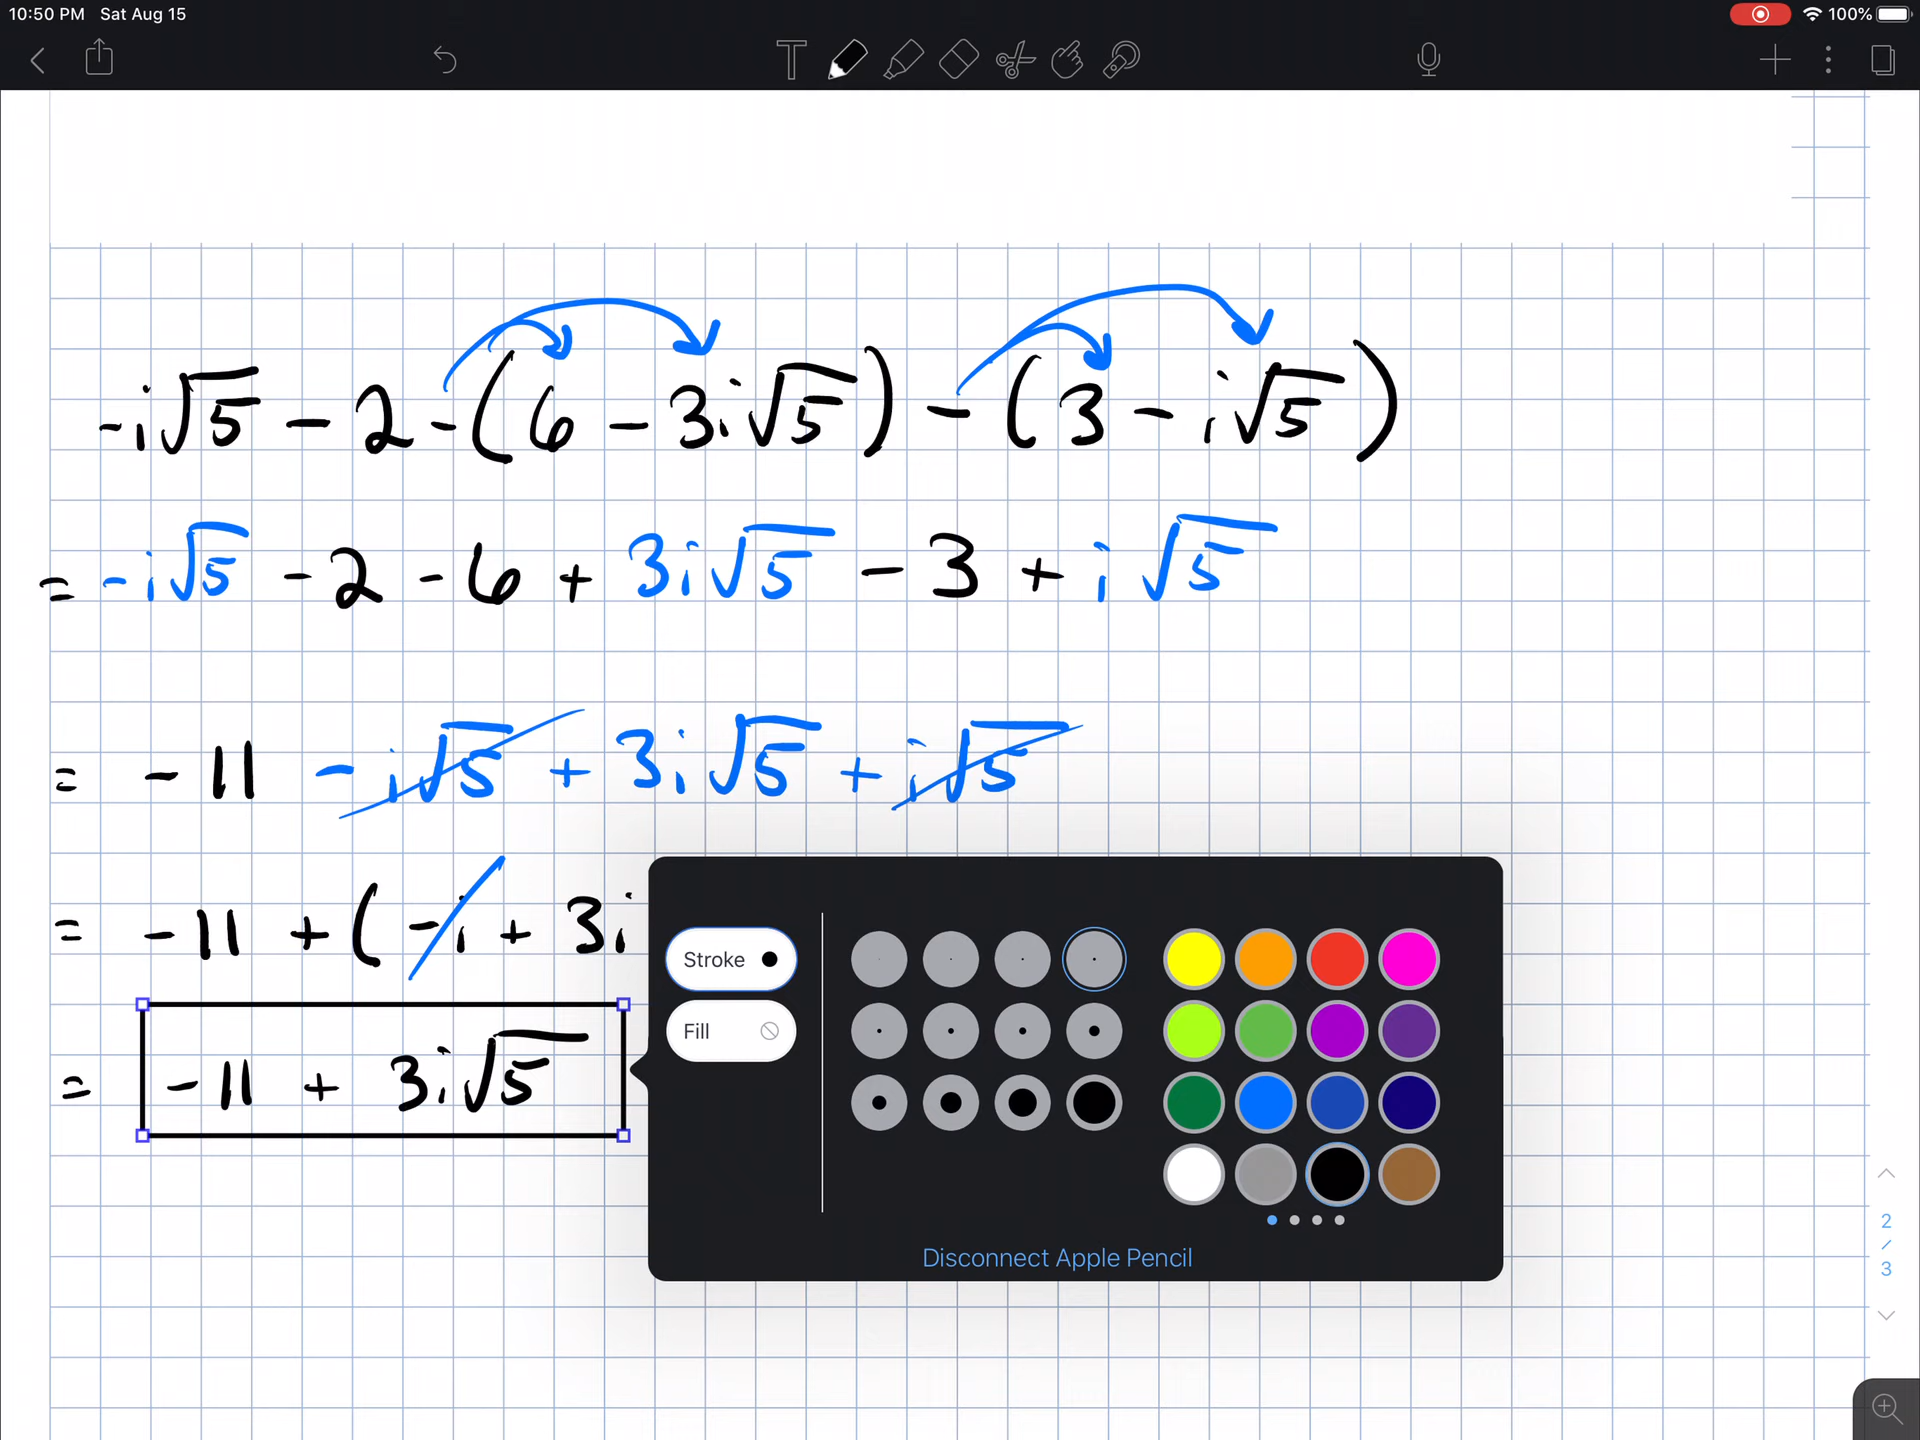 10:50 PM Sat Aug 15
100%
T
-i√5 - 2 - (6 - 3i√5) - (3 - i√5)
= -i√5 - 2 - 6 + 3i√5 - 3 + i√5
= -11 - i√5 + 3i√5 + i√5
= -11 + (-i + 3i
= -11 + 3i√5
Stroke
Fill
Disconnect Apple Pencil
2
/
3